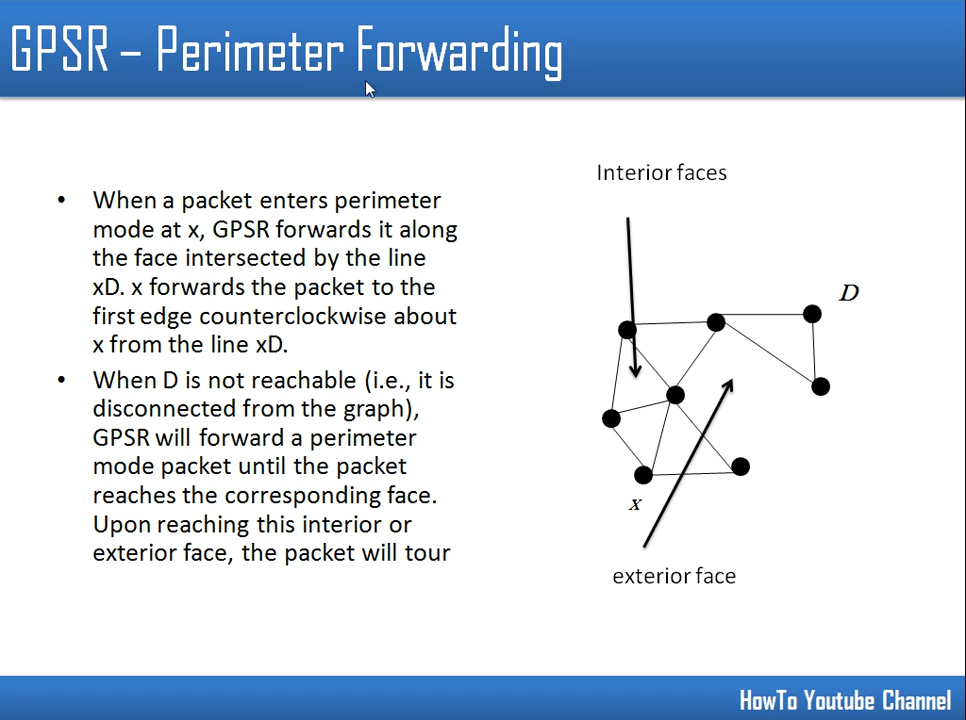 GPSR – Perimeter Forwarding
• When a packet enters perimeter
mode at x, GPSR forwards it along
the face intersected by the line
xD. x forwards the packet to the
first edge counterclockwise about
x from the line xD.
• When D is not reachable (i.e., it is
disconnected from the graph),
GPSR will forward a perimeter
mode packet until the packet
reaches the corresponding face.
Upon reaching this interior or
exterior face, the packet will tour
Interior faces
D
x
exterior face
HowTo Youtube Channel